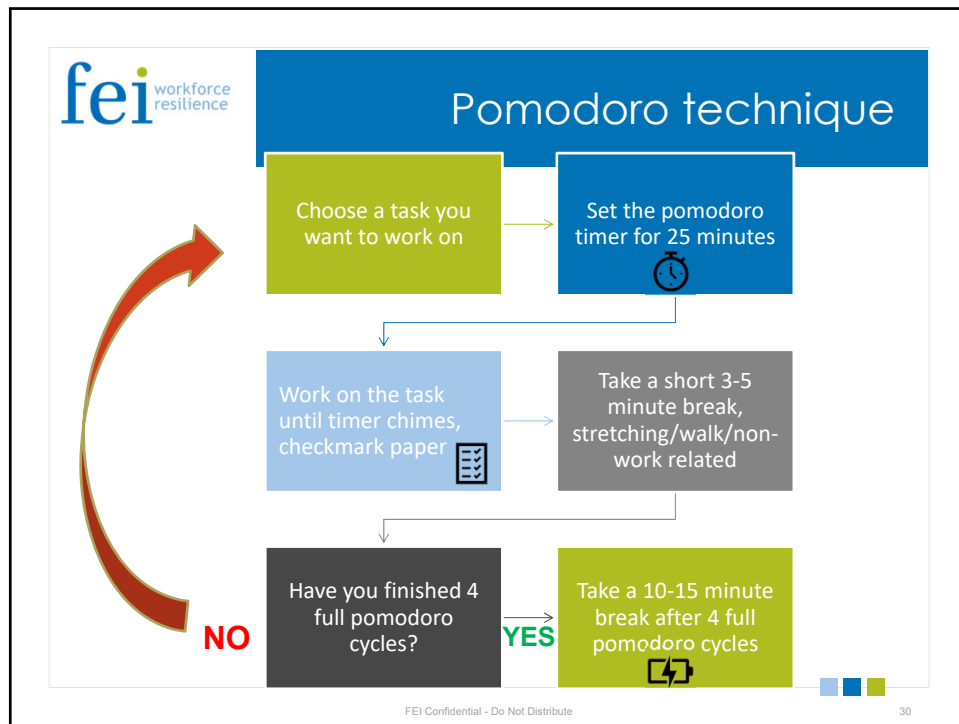 fei workforce
resilience
Pomodoro technique
Choose a task you
want to work on
Set the pomodoro
timer for 25 minutes
Work on the task
until timer chimes,
checkmark paper
Take a short 3-5
minute break,
stretching/walk/non-
work related
Have you finished 4
full pomodoro
cycles?
NO
YES
Take a 10-15 minute
break after 4 full
pomodoro cycles
FEI Confidential - Do Not Distribute
30